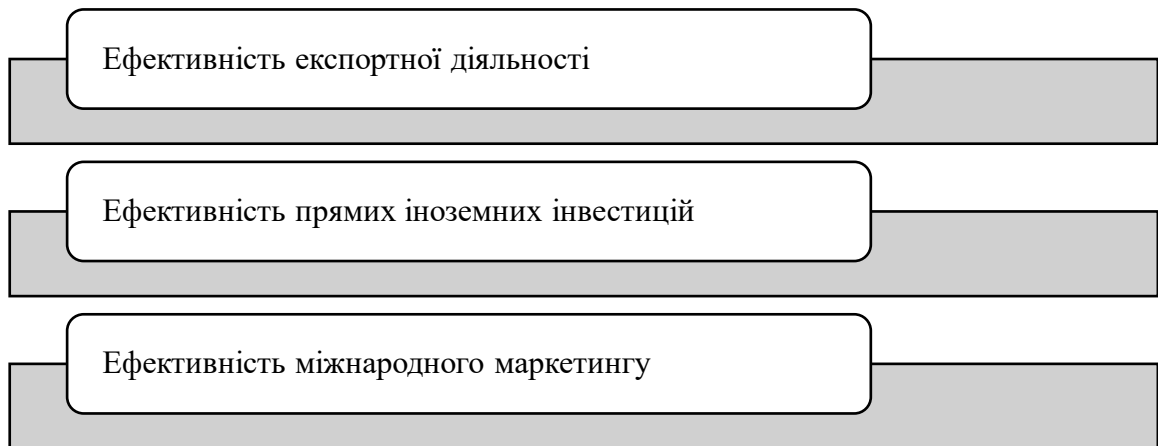 Ефективність експортної діяльності
Ефективність прямих іноземних інвестицій
Ефективність міжнародного маркетингу